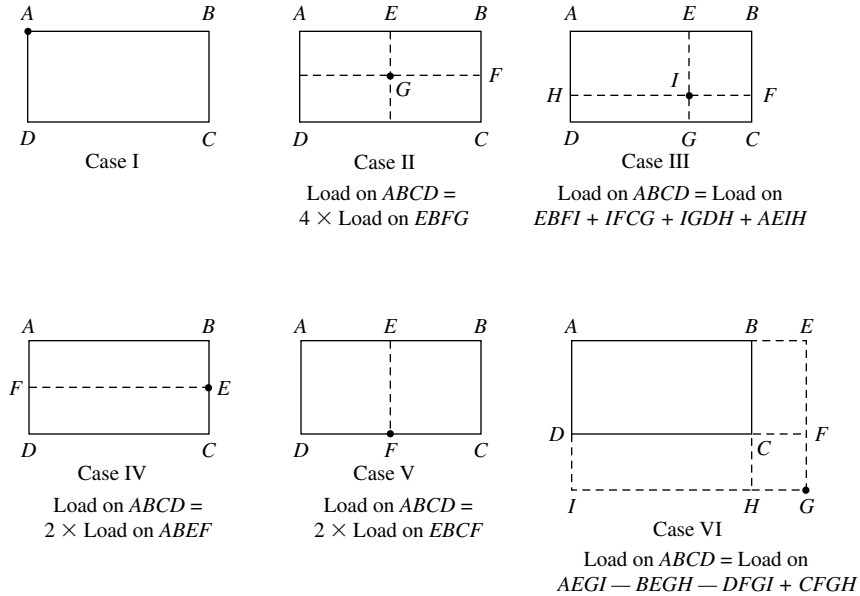 A B
D C
Case I
A E B
F
G
C
Case II
Load on ABCD =
4 × Load on EBFG
A E B
I
H F
D G C
Case III
Load on ABCD = Load on
EBFI + IFCG + IGDH + AEIH
A B
F E
D C
Case IV
Load on ABCD =
2 × Load on ABEF
A E B
D F C
Case V
Load on ABCD =
2 × Load on EBCF
A B E
D C F
I H G
Case VI
Load on ABCD = Load on
AEGI — BEGH — DFGI + CFGH